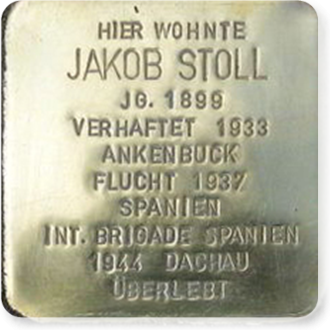 HIER WOHNTE
JAKOB STOLL
JG. 1899
VERHAFTET 1933
ANKENBUCK
FLUCHT 1937
SPANIEN
INT. BRIGADE SPANIEN
1944 DACHAU
ÜBERLEBT